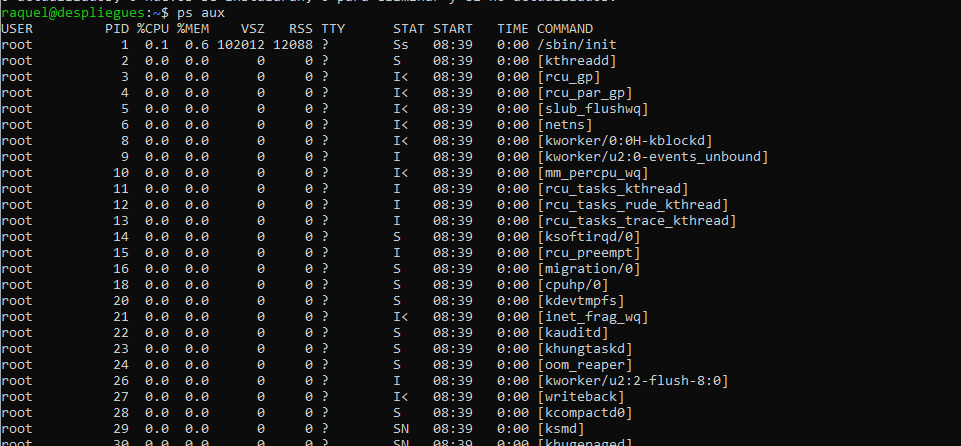 raquel@despliegues:~$ ps aux
USER PID %CPU %MEM VSZ RSS TTY STAT START TIME COMMAND
root 1 0.1 0.6 102012 12088 ? Ss 08:39 0:00 /sbin/init
root 2 0.0 0.0 0 0 ? S 08:39 0:00 [kthreadd]
root 3 0.0 0.0 0 0 ? I< 08:39 0:00 [rcu_gp]
root 4 0.0 0.0 0 0 ? I< 08:39 0:00 [rcu_par_gp]
root 5 0.0 0.0 0 0 ? I< 08:39 0:00 [slub_flushwq]
root 6 0.0 0.0 0 0 ? I< 08:39 0:00 [netns]
root 8 0.0 0.0 0 0 ? I< 08:39 0:00 [kworker/0:0H-kblockd]
root 9 0.0 0.0 0 0 ? I 08:39 0:00 [kworker/u2:0-events_unbound]
root 10 0.0 0.0 0 0 ? I< 08:39 0:00 [mm_percpu_wq]
root 11 0.0 0.0 0 0 ? I 08:39 0:00 [rcu_tasks_kthread]
root 12 0.0 0.0 0 0 ? I 08:39 0:00 [rcu_tasks_rude_kthread]
root 13 0.0 0.0 0 0 ? I 08:39 0:00 [rcu_tasks_trace_kthread]
root 14 0.0 0.0 0 0 ? S 08:39 0:00 [ksoftirqd/0]
root 15 0.0 0.0 0 0 ? I 08:39 0:00 [rcu_preempt]
root 16 0.0 0.0 0 0 ? S 08:39 0:00 [migration/0]
root 18 0.0 0.0 0 0 ? S 08:39 0:00 [cpuhp/0]
root 20 0.0 0.0 0 0 ? S 08:39 0:00 [kdevtmpfs]
root 21 0.0 0.0 0 0 ? I< 08:39 0:00 [inet_frag_wq]
root 22 0.0 0.0 0 0 ? S 08:39 0:00 [kauditd]
root 23 0.0 0.0 0 0 ? S 08:39 0:00 [khungtaskd]
root 24 0.0 0.0 0 0 ? S 08:39 0:00 [oom_reaper]
root 26 0.0 0.0 0 0 ? I 08:39 0:00 [kworker/u2:2-flush-8:0]
root 27 0.0 0.0 0 0 ? I< 08:39 0:00 [writeback]
root 28 0.0 0.0 0 0 ? S 08:39 0:00 [kcompactd0]
root 29 0.0 0.0 0 0 ? SN 08:39 0:00 [ksmd]
root 30 0.0 0.0 0 0 ? SN 08:39 0:00 [khugepaged]